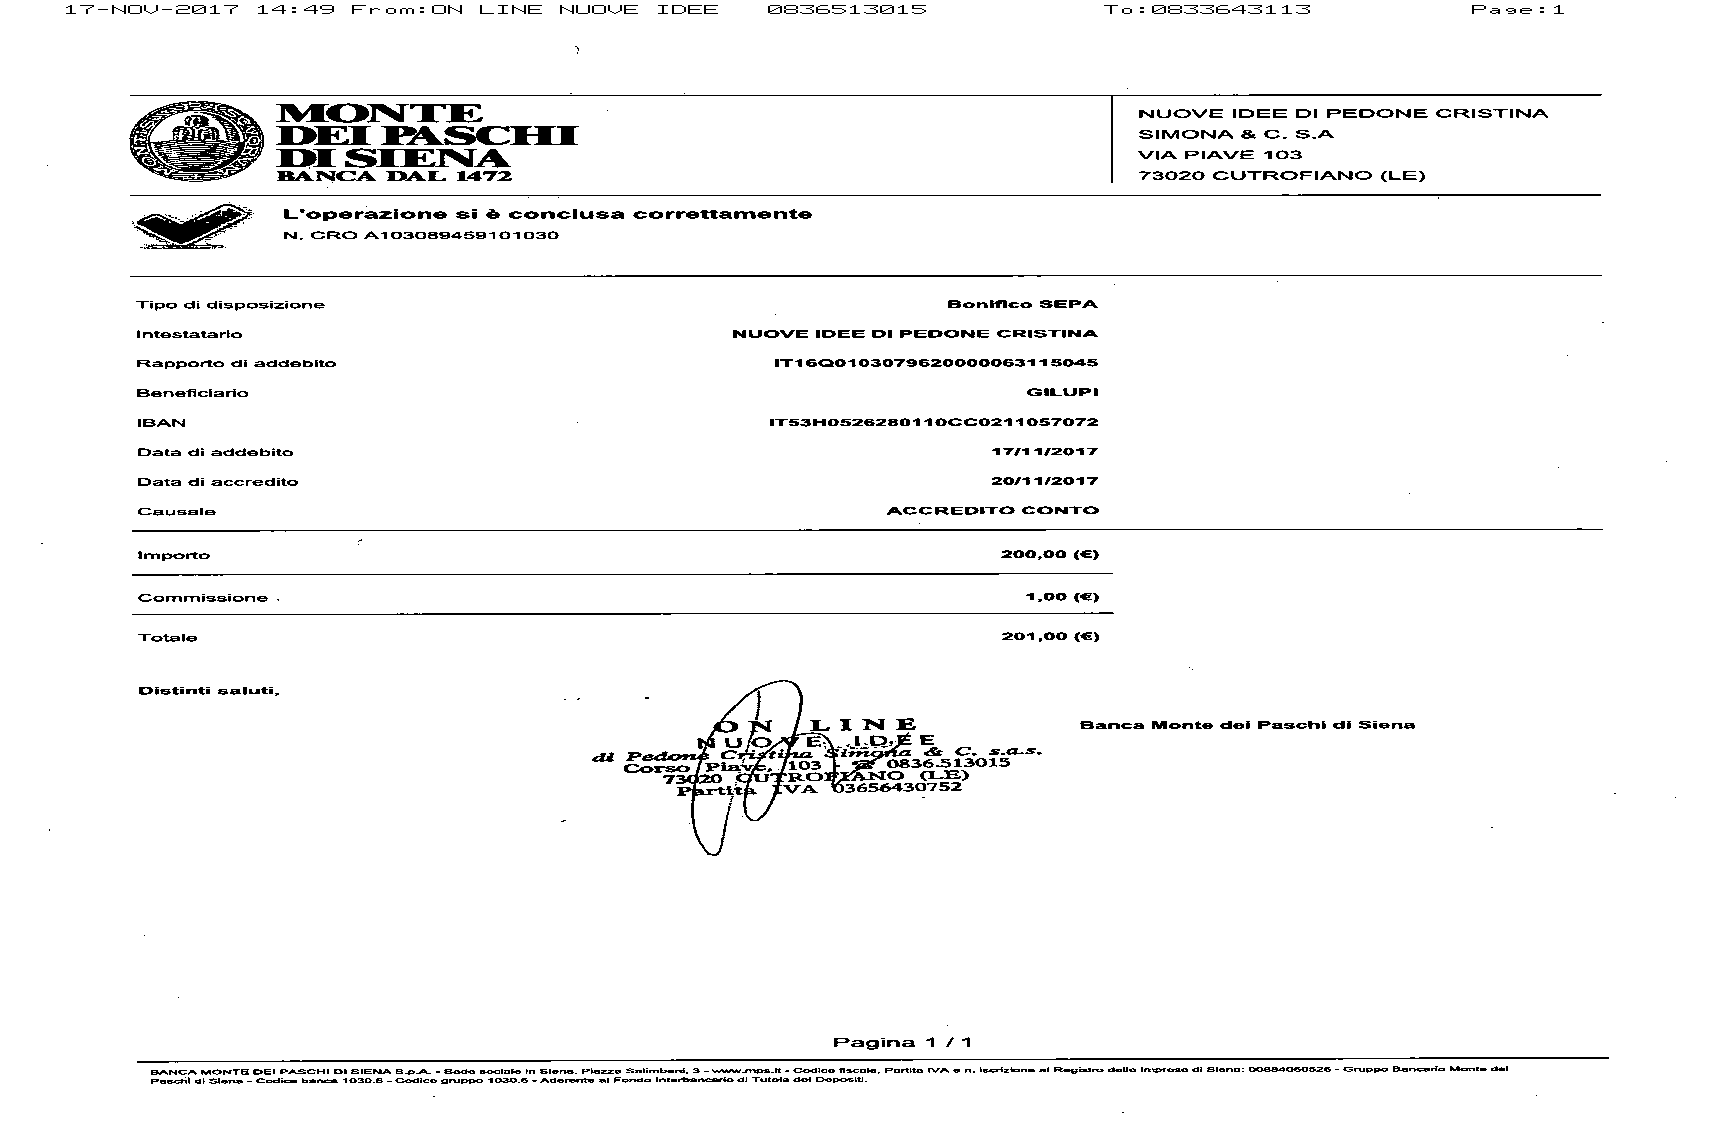 17-NOV-2017 14:49 From:ON LINE NUOVE IDEE 0836513015 To:0833643113 Page:1
MONTE
DEI PASCHI
DI SIENA
BANCA DAL 1472
NUOVE IDEE DI PEDONE CRISTINA
SIMONA & C. S.A
VIA PIAVE 103
73020 CUTROFIANO (LE)
L'operazione si è conclusa correttamente
N. CRO A103089459101030
Tipo di disposizione Bonifico SEPA
Intestatario NUOVE IDEE DI PEDONE CRISTINA
Rapporto di addebito IT16Q0103079620000063115045
Beneficiario GILUPI
IBAN IT53H0526280110CC0211057072
Data di addebito 17/11/2017
Data di accredito 20/11/2017
Causale ACCREDITO CONTO
Importo 200,00 (€)
Commissione 1,00 (€)
Totale 201,00 (€)
Distinti saluti,
Banca Monte dei Paschi di Siena
ON LINE
NUOVE IDEE
di Pedone Cristina Simona & C. s.a.s.
Corso Piave, 103 - ☎ 0836.513015
73020 CUTROFIANO (LE)
Partita IVA 03656430752
Pagina 1 / 1
BANCA MONTE DEI PASCHI DI SIENA S.p.A. - Sede sociale in Siena, Piazza Salimbeni, 3 - www.mps.it - Codice fiscale, Partita IVA e n. iscrizione al Registro delle Imprese di Siena: 00884060526 - Gruppo Bancario Monte dei
Paschi di Siena - Codice banca 1030.6 - Codice gruppo 1030.6 - Aderente al Fondo Interbancario di Tutela dei Depositi.